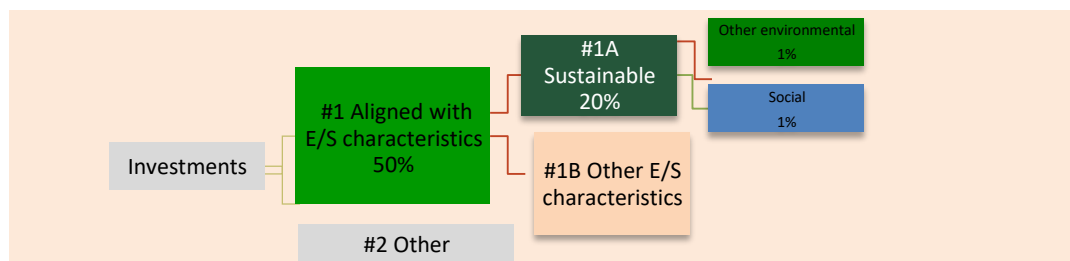 Investments
#1 Aligned with
E/S characteristics
50%
#2 Other
#1A
Sustainable
20%
#1B Other E/S
characteristics
Other environmental
1%
Social
1%